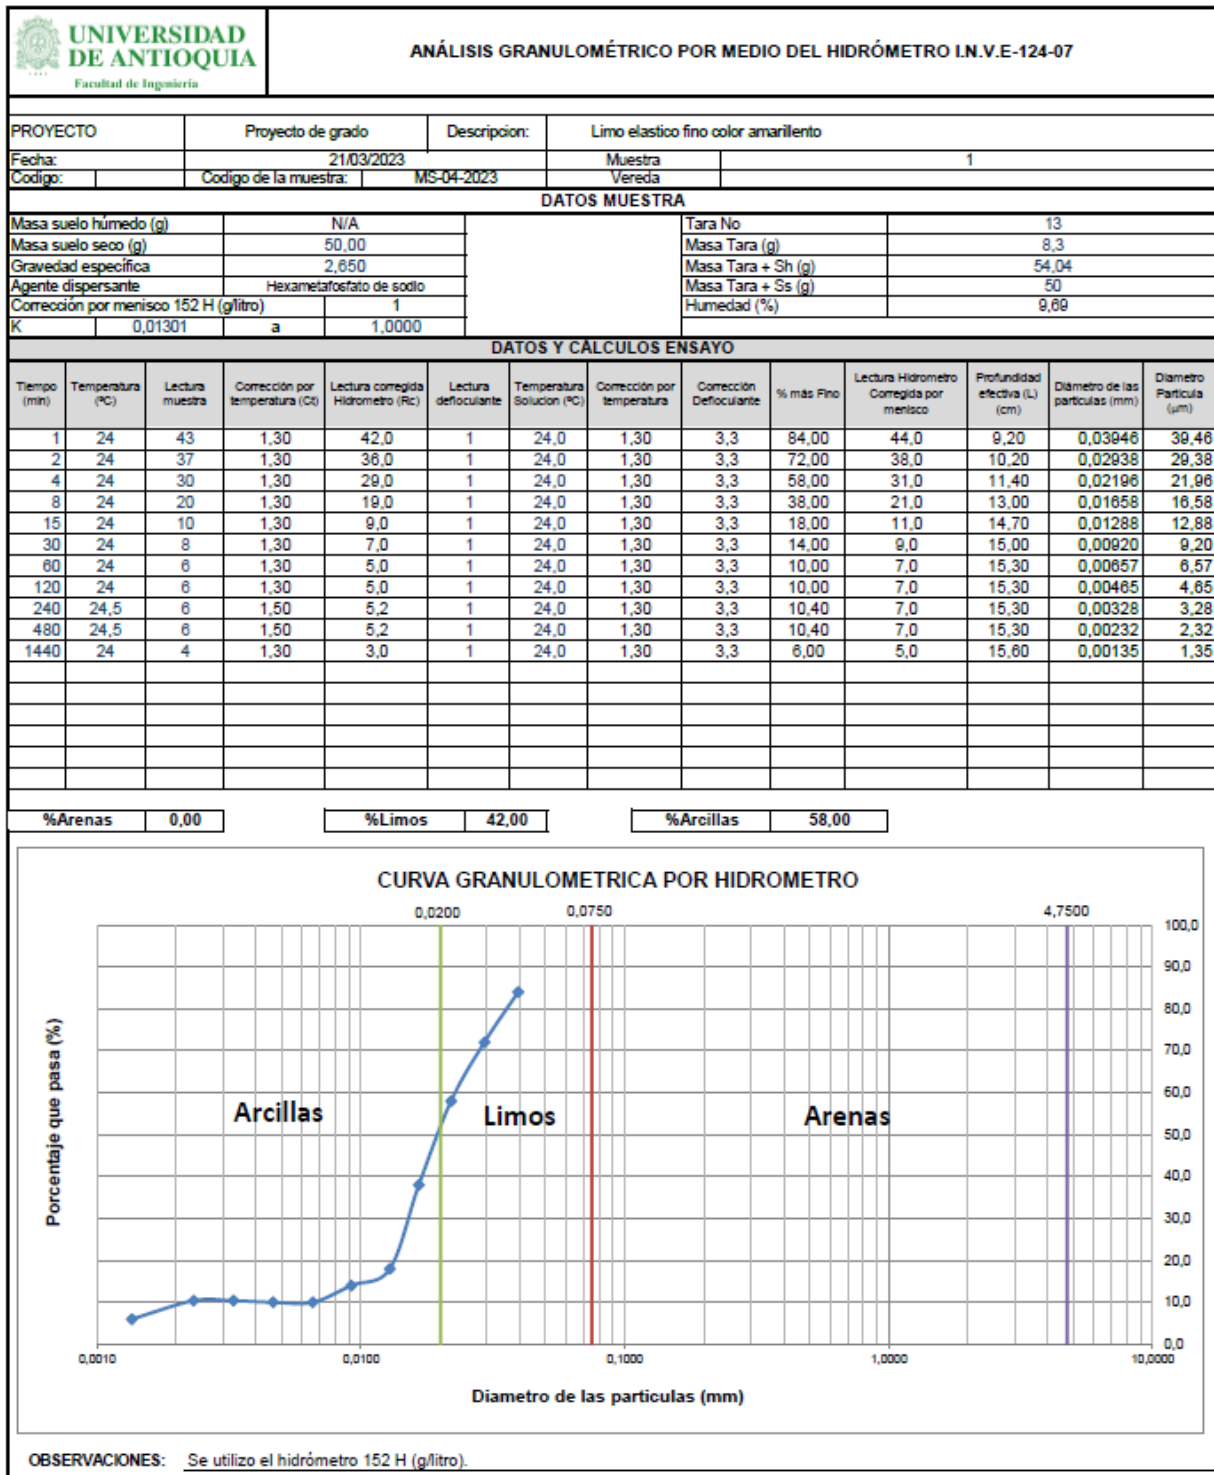 UNIVERSIDAD
DE ANTIOQUIA
Facultad de Ingeniería
ANÁLISIS GRANULOMÉTRICO POR MEDIO DEL HIDRÓMETRO I.N.V.E-124-07
PROYECTO Proyecto de grado Descripcion: Limo elastico fino color amarillento
Fecha: 21/03/2023 Muestra 1
Codigo: Codigo de la muestra: MS-04-2023 Vereda
DATOS MUESTRA
Masa suelo húmedo (g) N/A Tara No 13
Masa suelo seco (g) 50,00 Masa Tara (g) 8,3
Gravedad específica 2,650 Masa Tara + Sh (g) 54,04
Agente dispersante Hexametafosfato de sodio Masa Tara + Ss (g) 50
Corrección por menisco 152 H (g/litro) 1 Humedad (%) 9,69
K 0,01301 a 1,0000
DATOS Y CÁLCULOS ENSAYO
Tiempo (min) Temperatura (ºC) Lectura muestra Corrección por temperatura (Ct) Lectura corregida Hidrometro (Rc) Lectura defloculante Temperatura Solucion (ºC) Corrección por temperatura Corrección Defloculante % más Fino Lectura Hidrometro Corregida por menisco Profundidad efectiva (L) (cm) Diámetro de las particulas (mm) Diametro Particula (µm)
1 24 43 1,30 42,0 1 24,0 1,30 3,3 84,00 44,0 9,20 0,03946 39,46
2 24 37 1,30 36,0 1 24,0 1,30 3,3 72,00 38,0 10,20 0,02938 29,38
4 24 30 1,30 29,0 1 24,0 1,30 3,3 58,00 31,0 11,40 0,02196 21,96
8 24 20 1,30 19,0 1 24,0 1,30 3,3 38,00 21,0 13,00 0,01658 16,58
15 24 10 1,30 9,0 1 24,0 1,30 3,3 18,00 11,0 14,70 0,01288 12,88
30 24 8 1,30 7,0 1 24,0 1,30 3,3 14,00 9,0 15,00 0,00920 9,20
60 24 6 1,30 5,0 1 24,0 1,30 3,3 10,00 7,0 15,30 0,00657 6,57
120 24 6 1,30 5,0 1 24,0 1,30 3,3 10,00 7,0 15,30 0,00465 4,65
240 24,5 6 1,50 5,2 1 24,0 1,30 3,3 10,40 7,0 15,30 0,00328 3,28
480 24,5 6 1,50 5,2 1 24,0 1,30 3,3 10,40 7,0 15,30 0,00232 2,32
1440 24 4 1,30 3,0 1 24,0 1,30 3,3 6,00 5,0 15,60 0,00135 1,35
%Arenas 0,00 %Limos 42,00 %Arcillas 58,00
CURVA GRANULOMETRICA POR HIDROMETRO
0,0200 0,0750 4,7500
100,0
90,0
80,0
70,0
60,0
50,0
40,0
30,0
20,0
10,0
0,0
Porcentaje que pasa (%)
Arcillas Limos Arenas
0,0010 0,0100 0,1000 1,0000 10,0000
Diametro de las particulas (mm)
OBSERVACIONES: Se utilizo el hidrómetro 152 H (g/litro).